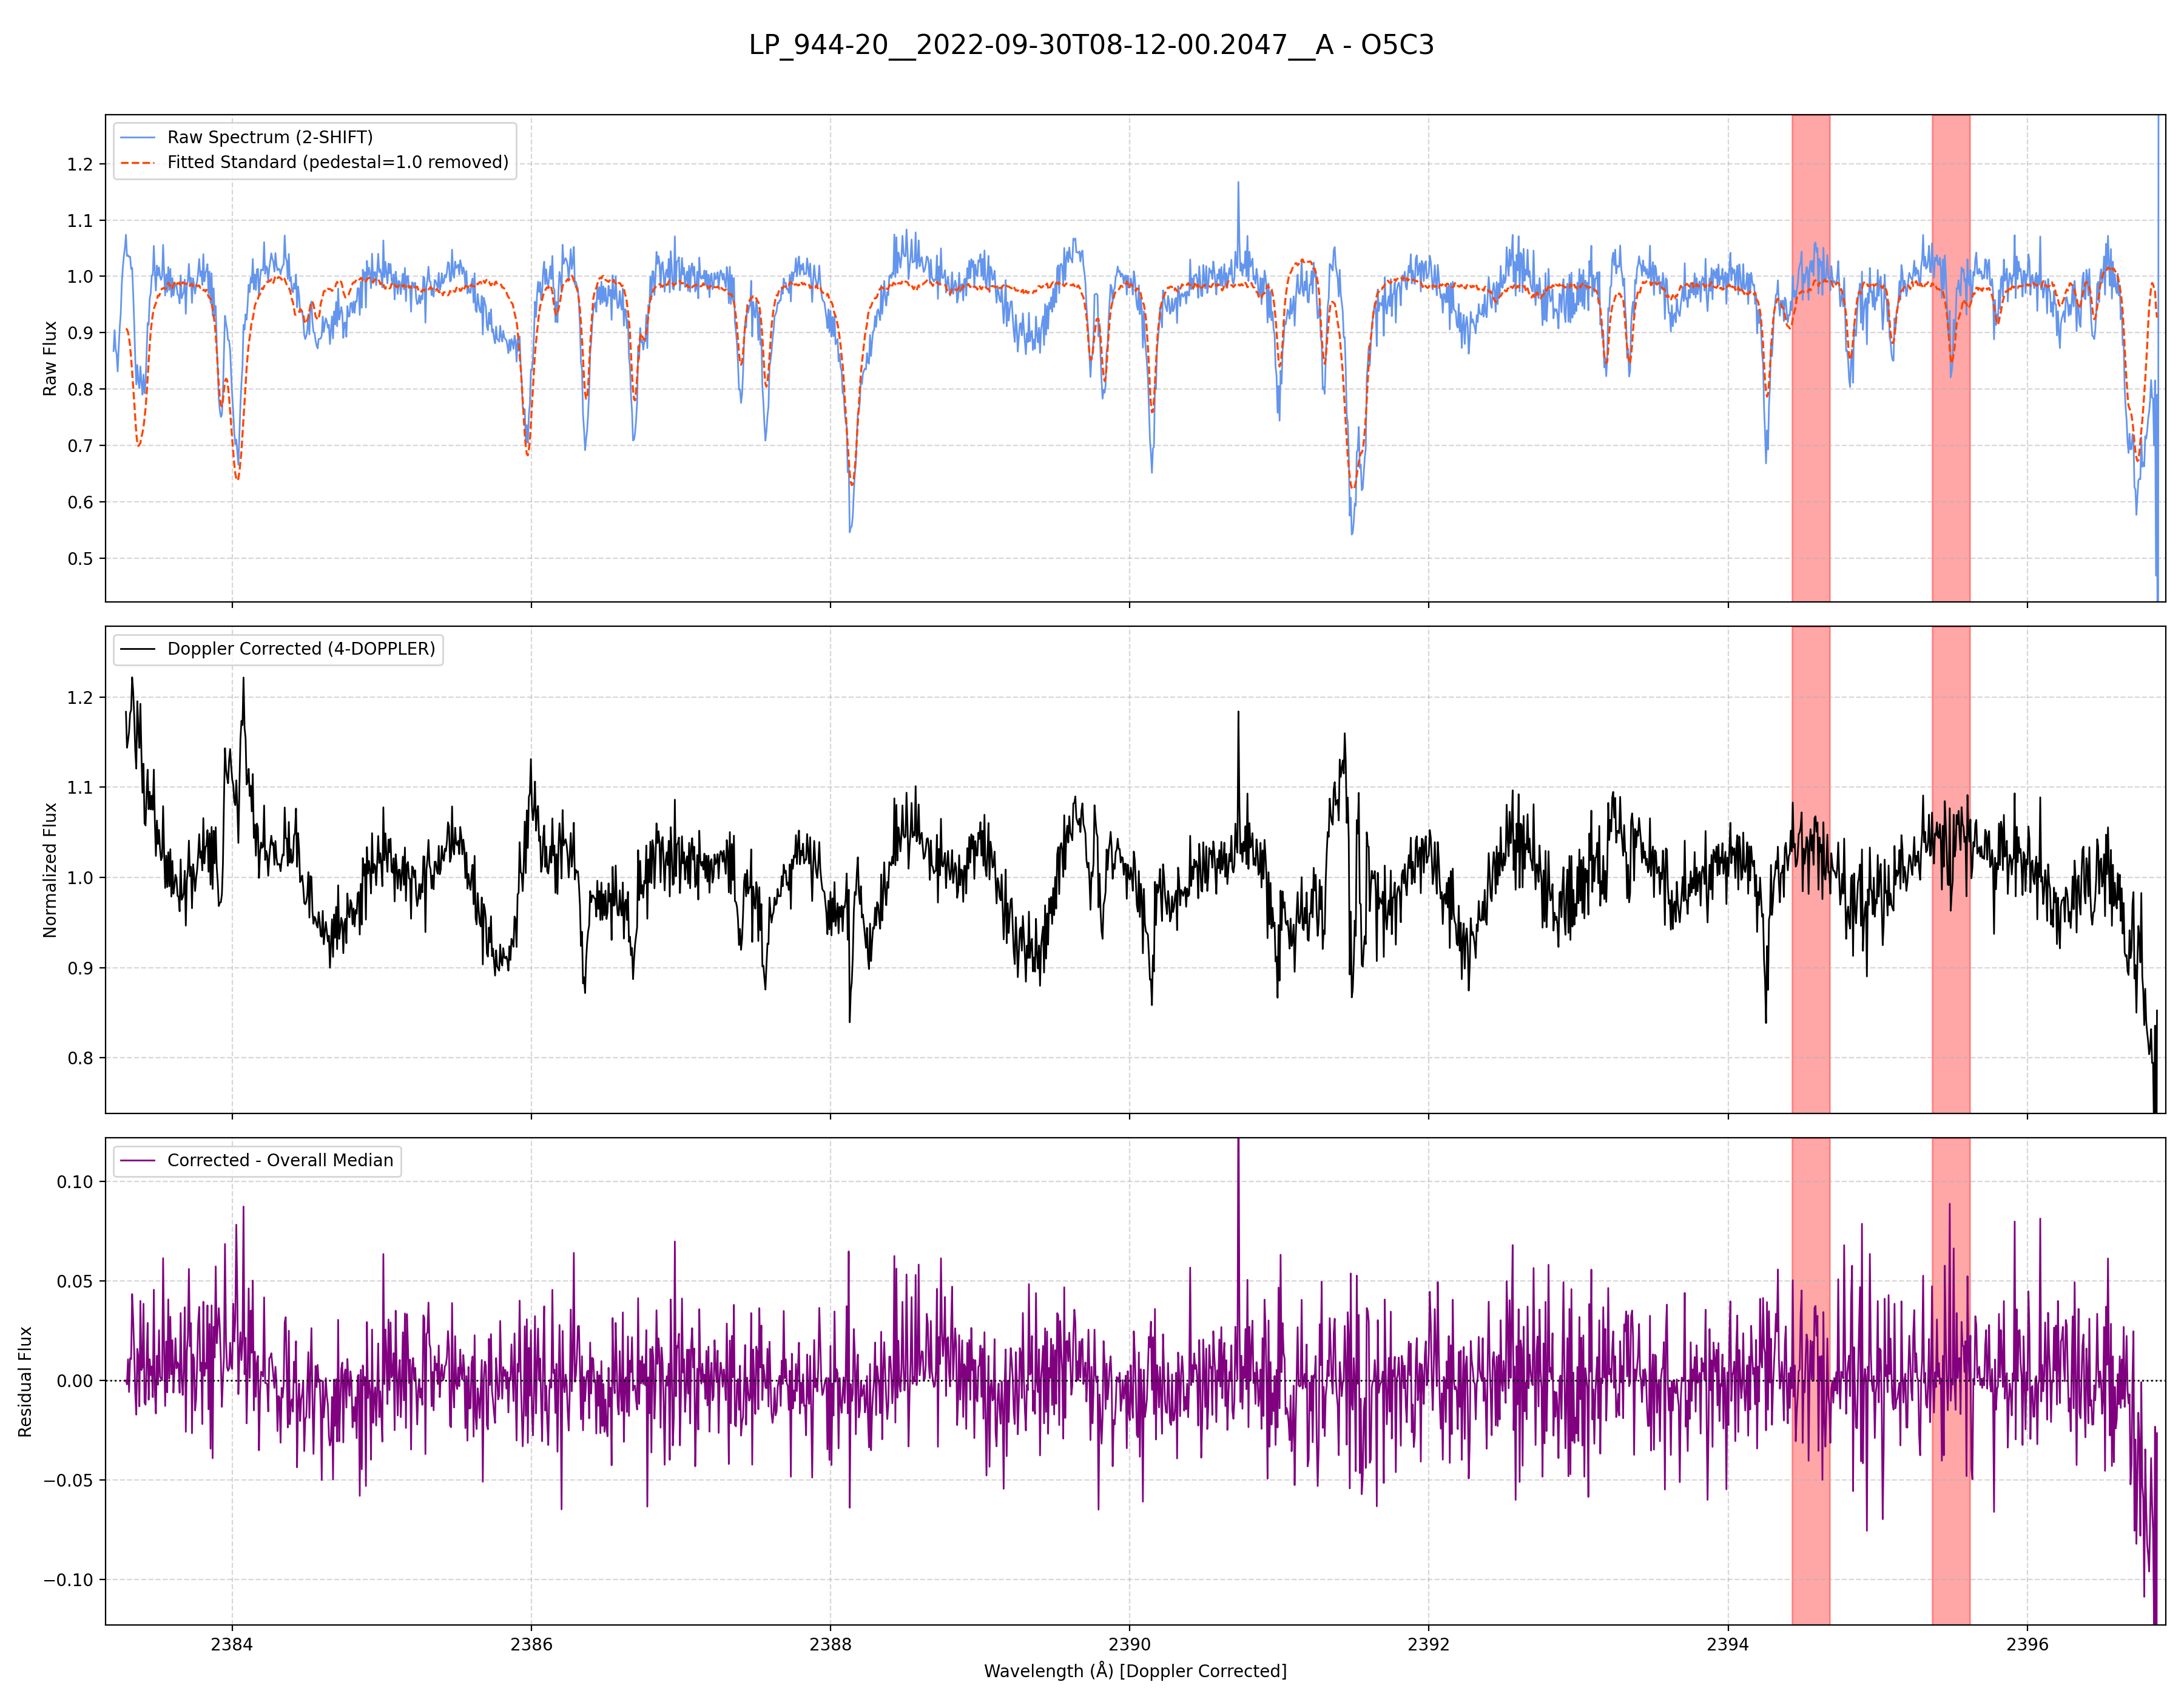 LP_944-20__2022-09-30T08-12-00.2047__A - O5C3
Raw Spectrum (2-SHIFT)
Fitted Standard (pedestal=1.0 removed)
Raw Flux
1.2
1.1
1.0
0.9
0.8
0.7
0.6
0.5
Doppler Corrected (4-DOPPLER)
Normalized Flux
1.2
1.1
1.0
0.9
0.8
Corrected - Overall Median
Residual Flux
0.10
0.05
0.00
−0.05
−0.10
2384 2386 2388 2390 2392 2394 2396
Wavelength (Å) [Doppler Corrected]